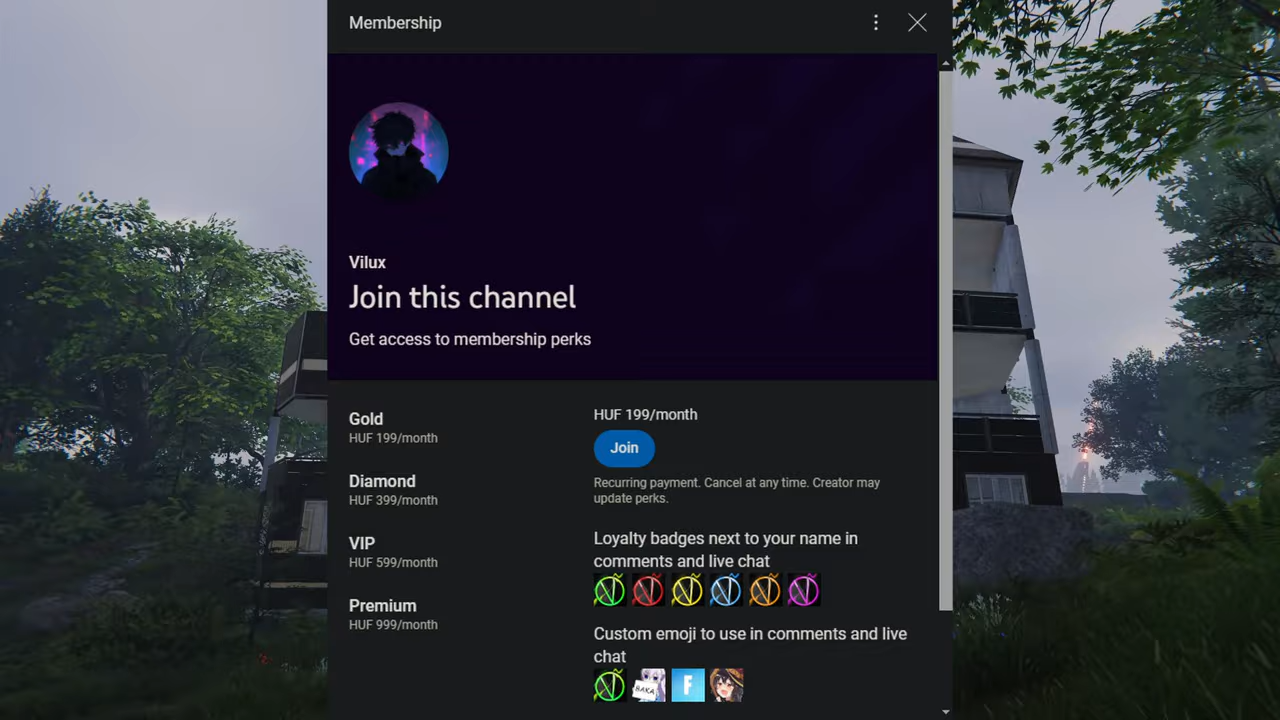 Membership
Vilux
Join this channel
Get access to membership perks
Gold
HUF 199/month
Diamond
HUF 399/month
VIP
HUF 599/month
Premium
HUF 999/month
HUF 199/month
Join
Recurring payment. Cancel at any time. Creator may
update perks.
Loyalty badges next to your name in
comments and live chat
Custom emoji to use in comments and live
chat
BAKA
F